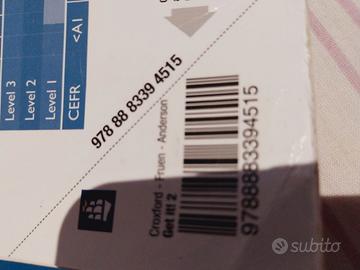 Level 3
Level 2
Level 1
CEFR
<A1
978 88 8339 4515
Croxford - Fruen - Anderson
Get it! 2
9788883394515
subito